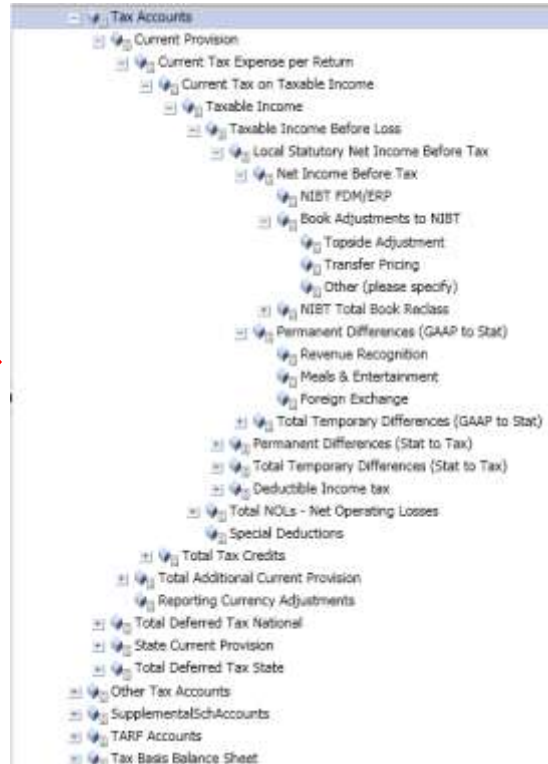 Tax Accounts
Current Provision
Current Tax Expense per Return
Current Tax on Taxable Income
Taxable Income
Taxable Income Before Loss
Local Statutory Net Income Before Tax
Net Income Before Tax
NIBT FDM/ERP
Book Adjustments to NIBT
Topside Adjustment
Transfer Pricing
Other (please specify)
NIBT Total Book Reclass
Permanent Differences (GAAP to Stat)
Revenue Recognition
Meals & Entertainment
Foreign Exchange
Total Temporary Differences (GAAP to Stat)
Permanent Differences (Stat to Tax)
Total Temporary Differences (Stat to Tax)
Deductible Income tax
Total NOLs - Net Operating Losses
Special Deductions
Total Tax Credits
Total Additional Current Provision
Reporting Currency Adjustments
Total Deferred Tax National
State Current Provision
Total Deferred Tax State
Other Tax Accounts
SupplementalSchAccounts
TARF Accounts
Tax Basis Balance Sheet